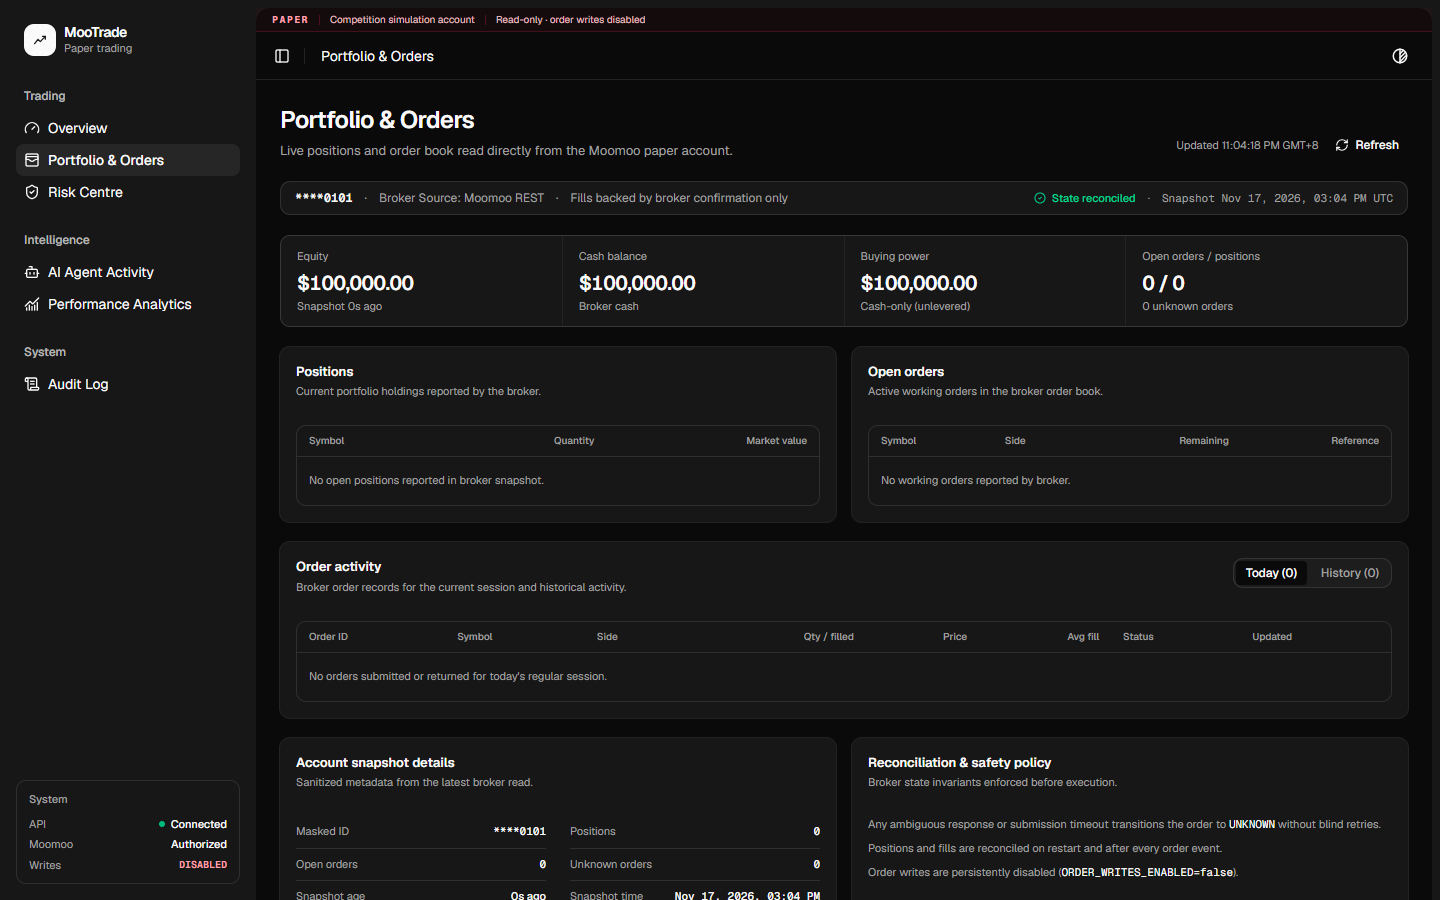 MooTrade
Paper trading
Trading
Overview
Portfolio & Orders
Risk Centre
Intelligence
AI Agent Activity
Performance Analytics
System
Audit Log
System
API Connected
Moomoo Authorized
Writes DISABLED
PAPER Competition simulation account Read-only · order writes disabled
Portfolio & Orders
Portfolio & Orders
Live positions and order book read directly from the Moomoo paper account.
Updated 11:04:18 PM GMT+8 Refresh
****0101 · Broker Source: Moomoo REST · Fills backed by broker confirmation only
State reconciled · Snapshot Nov 17, 2026, 03:04 PM UTC
Equity
$100,000.00
Snapshot 0s ago
Cash balance
$100,000.00
Broker cash
Buying power
$100,000.00
Cash-only (unlevered)
Open orders / positions
0 / 0
0 unknown orders
Positions
Current portfolio holdings reported by the broker.
Symbol Quantity Market value
No open positions reported in broker snapshot.
Open orders
Active working orders in the broker order book.
Symbol Side Remaining Reference
No working orders reported by broker.
Order activity
Broker order records for the current session and historical activity.
Today (0) History (0)
Order ID Symbol Side Qty / filled Price Avg fill Status Updated
No orders submitted or returned for today's regular session.
Account snapshot details
Sanitized metadata from the latest broker read.
Masked ID ****0101 Positions 0
Open orders 0 Unknown orders 0
Snapshot age 0s ago Snapshot time Nov 17, 2026, 03:04 PM
Reconciliation & safety policy
Broker state invariants enforced before execution.
Any ambiguous response or submission timeout transitions the order to UNKNOWN without blind retries.
Positions and fills are reconciled on restart and after every order event.
Order writes are persistently disabled (ORDER_WRITES_ENABLED=false).